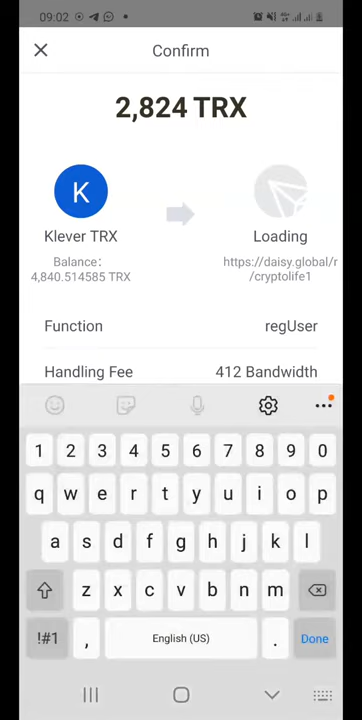 09:02
Confirm
2,824 TRX
K
Klever TRX
Loading
Balance:
4,840.514585 TRX
https://daisy.global/r
/cryptolife1
Function regUser
Handling Fee 412 Bandwidth
1 2 3 4 5 6 7 8 9 0
q w e r t y u i o p
a s d f g h j k l
z x c v b n m
!#1 , English (US) . Done